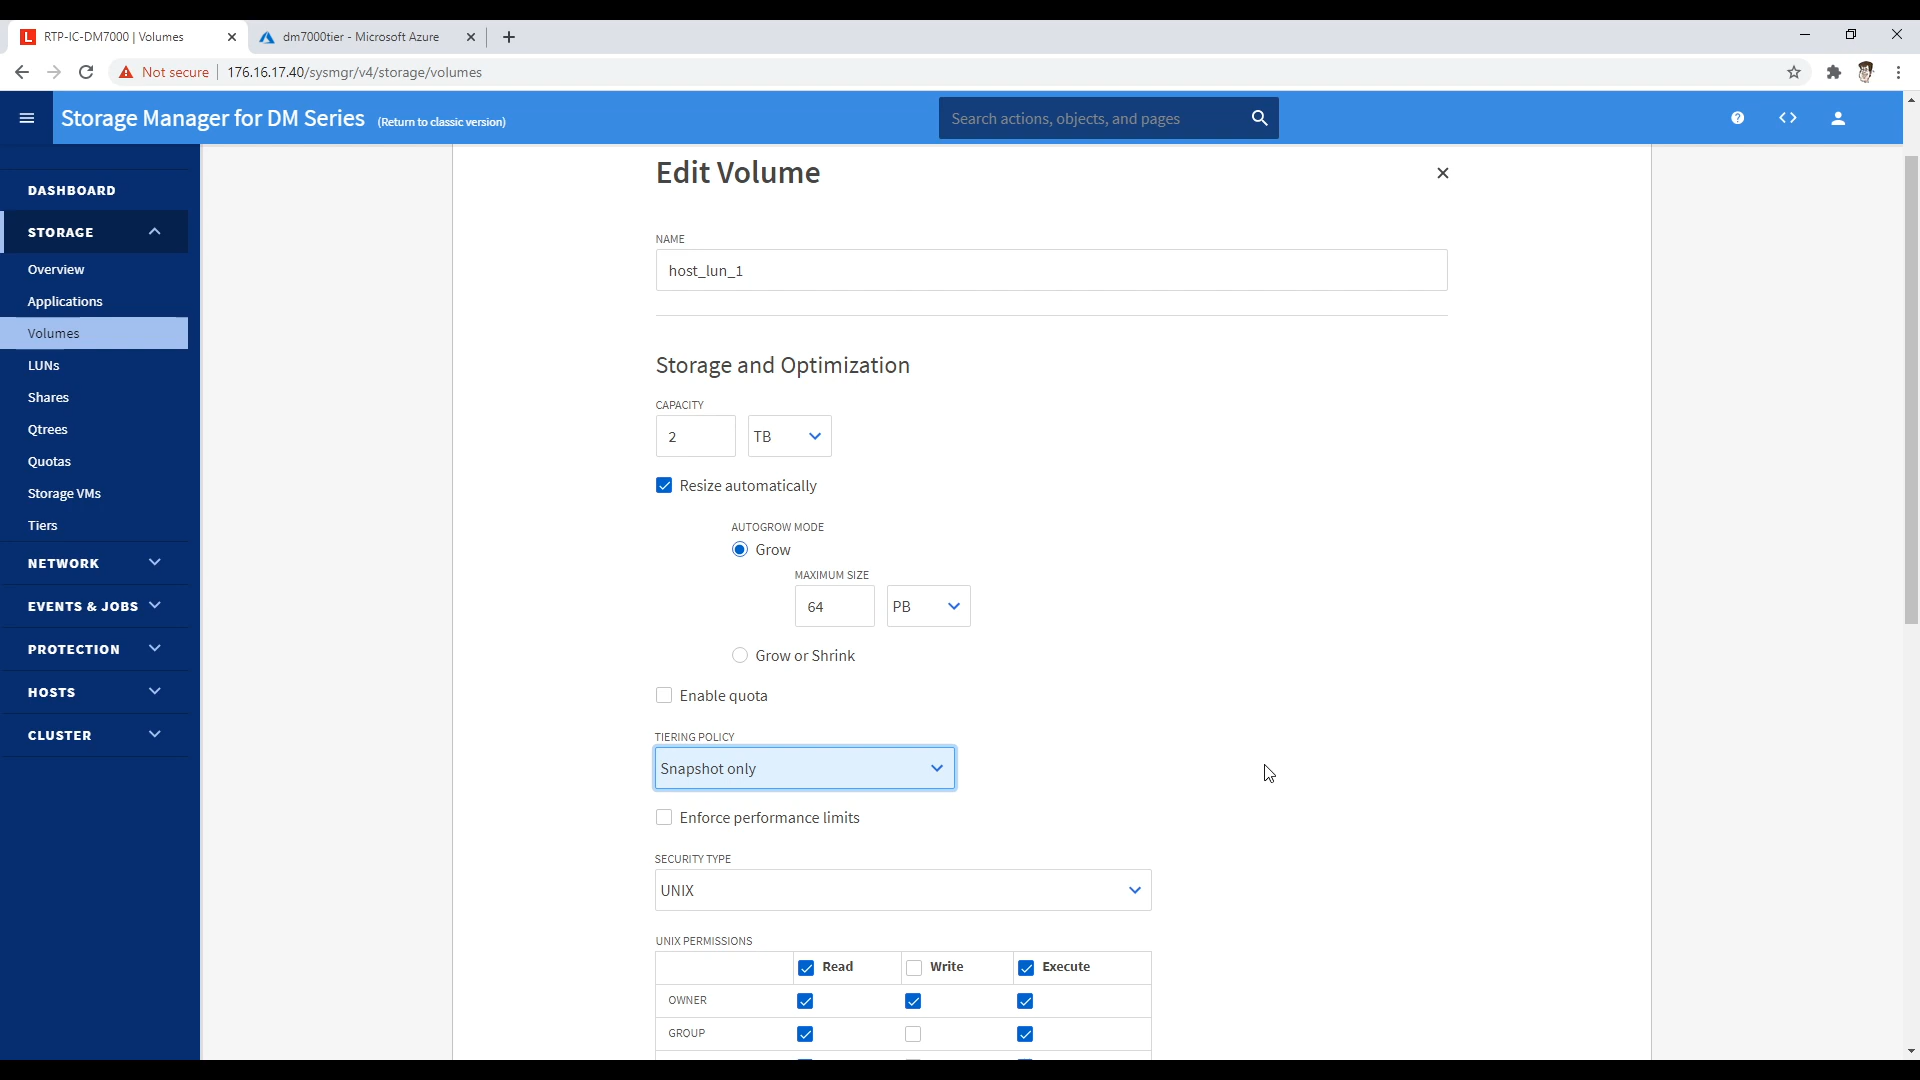 RTP-IC-DM7000 | Volumes
dm7000tier - Microsoft Azure
Not secure
176.16.17.40/sysmgr/v4/storage/volumes
Storage Manager for DM Series (Return to classic version)
Search actions, objects, and pages
DASHBOARD
STORAGE
Overview
Applications
Volumes
LUNs
Shares
Qtrees
Quotas
Storage VMs
Tiers
NETWORK
EVENTS & JOBS
PROTECTION
HOSTS
CLUSTER
Edit Volume
NAME
host_lun_1
Storage and Optimization
CAPACITY
2 TB
Resize automatically
AUTOGROW MODE
Grow
MAXIMUM SIZE
64 PB
Grow or Shrink
Enable quota
TIERING POLICY
Snapshot only
Enforce performance limits
SECURITY TYPE
UNIX
UNIX PERMISSIONS
Read Write Execute
OWNER
GROUP